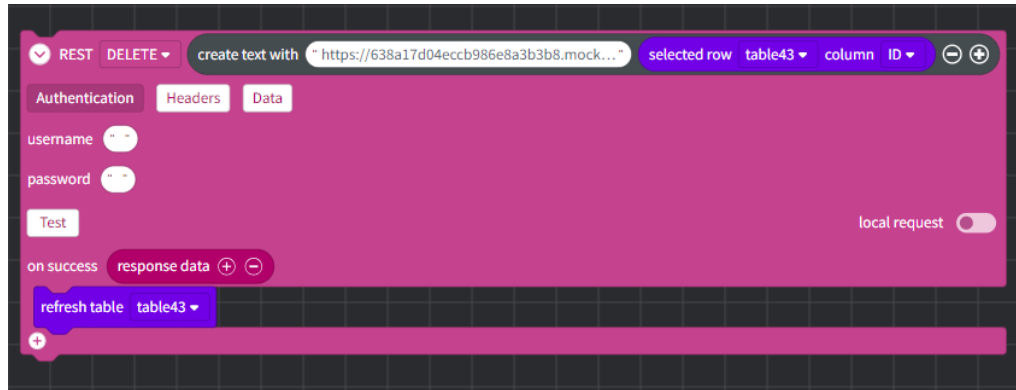 REST DELETE create text with " https://638a17d04eccb986e8a3b3b8.mock... " selected row table43 column ID
Authentication Headers Data
username " "
password " "
Test local request
on success response data
refresh table table43